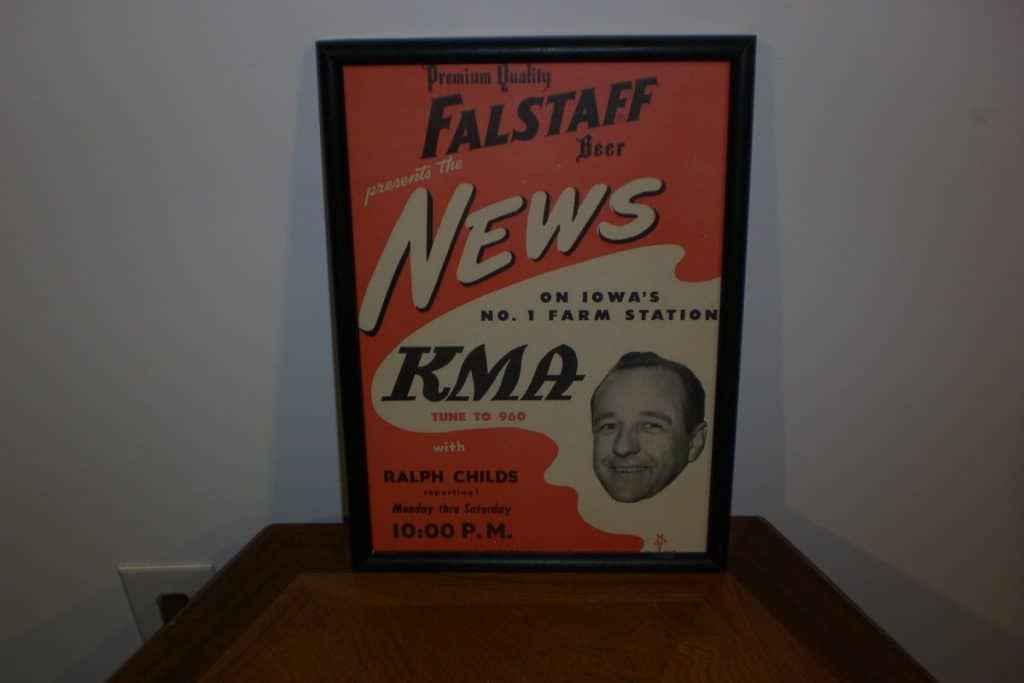 Premium Quality
FALSTAFF
Beer
presents the
NEWS
ON IOWA'S
NO. 1 FARM STATION
KMA
TUNE TO 960
with
RALPH CHILDS
reporting!
Monday thru Saturday
10:00 P.M.